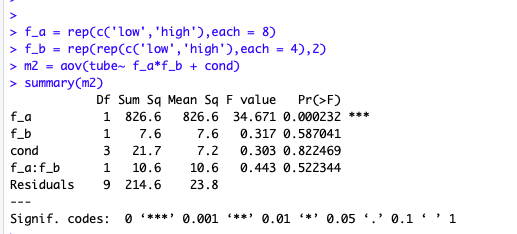 >
> f_a = rep(c('low','high'),each = 8)
> f_b = rep(rep(c('low','high'),each = 4),2)
> m2 = aov(tube~ f_a*f_b + cond)
> summary(m2)
            Df Sum Sq Mean Sq F value   Pr(>F)
f_a          1  826.6   826.6  34.671 0.000232 ***
f_b          1    7.6     7.6   0.317 0.587041
cond         3   21.7     7.2   0.303 0.822469
f_a:f_b      1   10.6    10.6   0.443 0.522344
Residuals    9  214.6    23.8
---
Signif. codes:  0 ‘***’ 0.001 ‘**’ 0.01 ‘*’ 0.05 ‘.’ 0.1 ‘ ’ 1